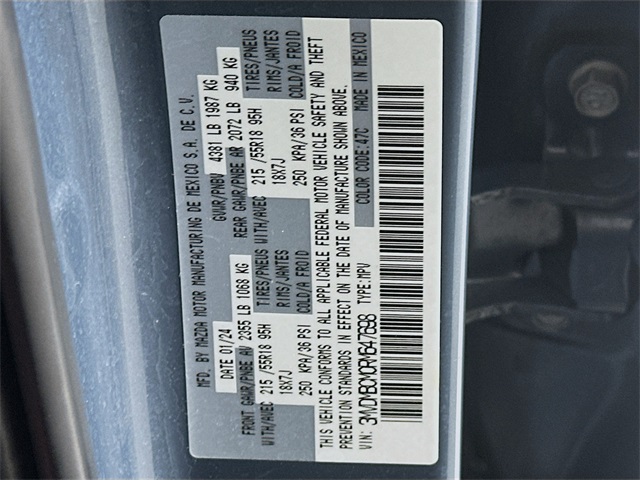 MFD. BY MAZDA MOTOR MANUFACTURING DE MEXICO S.A. DE C.V.
DATE 01/24 GVWR/PNBV 4381 LB 1987 KG
FRONT GAWR/PNBE AV 2355 LB 1068 KG REAR GAWR/PNBE AR 2072 LB 940 KG
WITH/AVEC 215 /55R18 95H TIRES/PNEUS WITH/AVEC 215 /55R18 95H TIRES/PNEUS
18X7J RIMS/JANTES 18X7J RIMS/JANTES
250 KPA/36 PSI COLD/A FROID 250 KPA/36 PSI COLD/A FROID
THIS VEHICLE CONFORMS TO ALL APPLICABLE FEDERAL MOTOR VEHICLE SAFETY AND THEFT
PREVENTION STANDARDS IN EFFECT ON THE DATE OF MANUFACTURE SHOWN ABOVE.
VIN: 3MVDMBCM0RM647698 TYPE:MPV COLOR CODE:47C MADE IN MEXICO